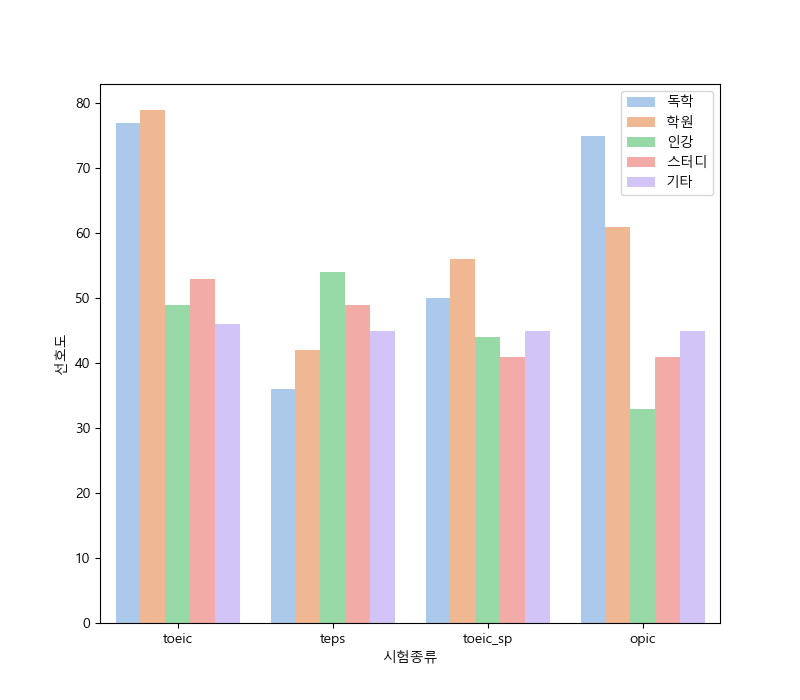 독학
학원
인강
스터디
기타
80
70
60
50
40
30
20
10
0
선호도
toeic
teps
toeic_sp
opic
시험종류